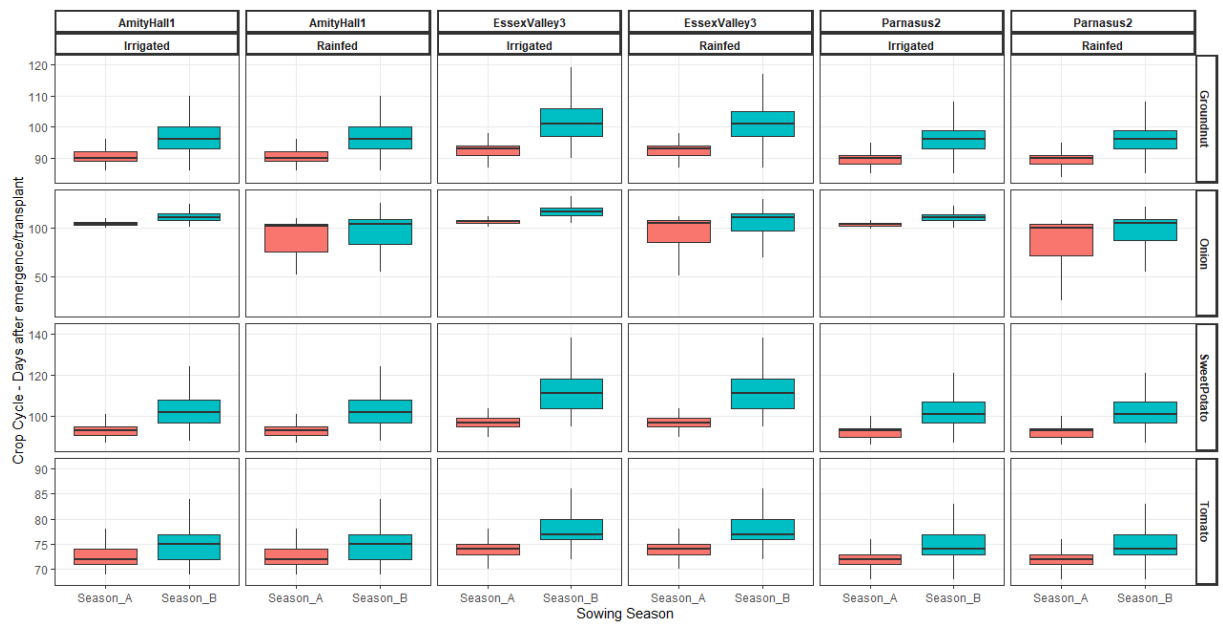 AmityHall1 AmityHall1 EssexValley3 EssexValley3 Parnasus2 Parnasus2
Irrigated Rainfed Irrigated Rainfed Irrigated Rainfed
Crop Cycle - Days after emergence/transplant
120
110
100
90
Groundnut
100
50
Onion
140
120
100
SweetPotato
90
85
80
75
70
Tomato
Season_A Season_B Season_A Season_B Season_A Season_B Season_A Season_B Season_A Season_B Season_A Season_B
Sowing Season